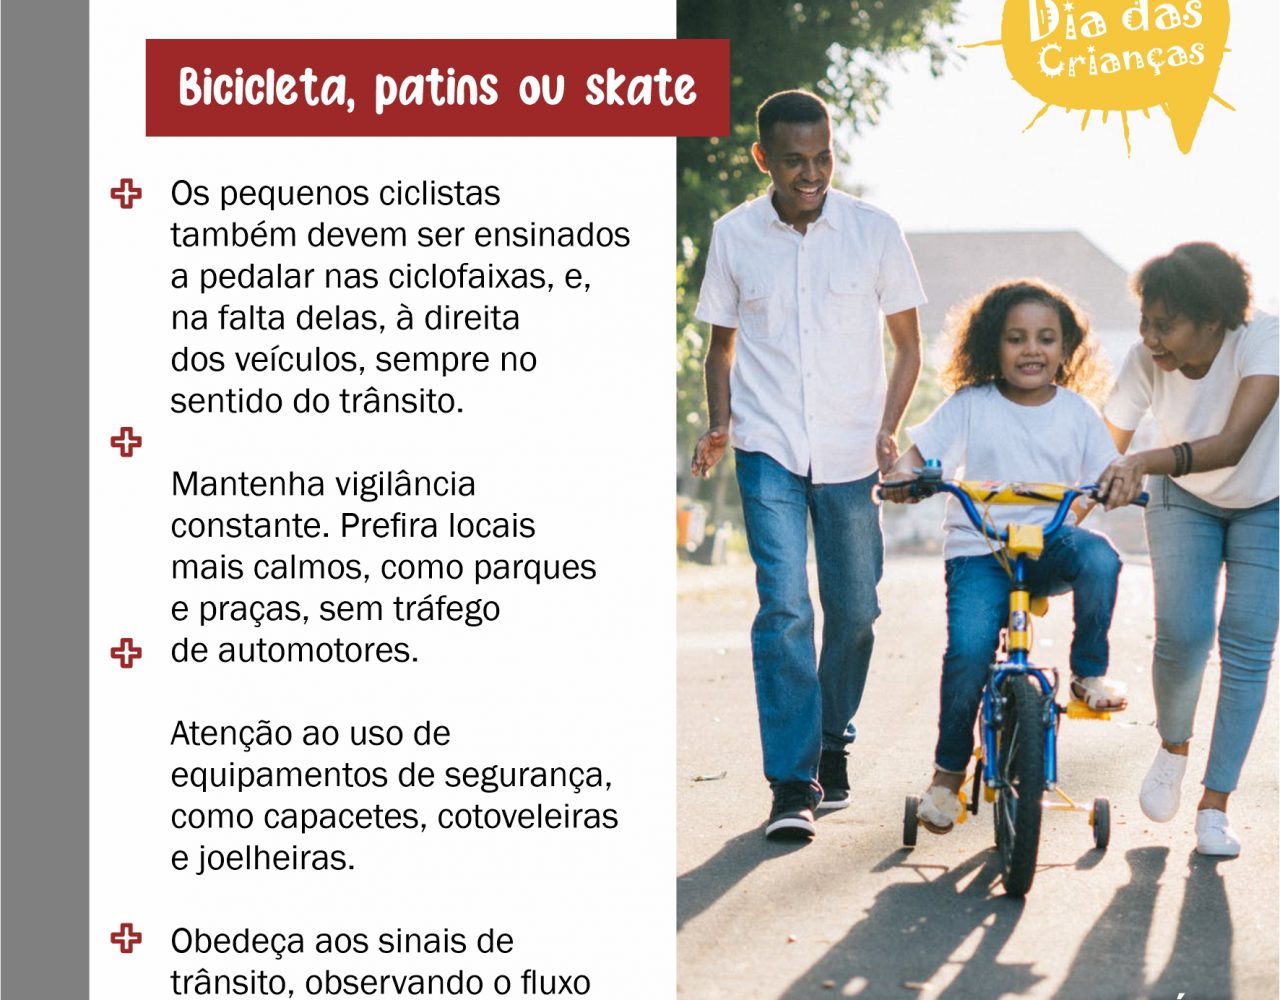 Dia das
Crianças
Bicicleta, patins ou skate
Os pequenos ciclistas
também devem ser ensinados
a pedalar nas ciclofaixas, e,
na falta delas, à direita
dos veículos, sempre no
sentido do trânsito.
Mantenha vigilância
constante. Prefira locais
mais calmos, como parques
e praças, sem tráfego
de automotores.
Atenção ao uso de
equipamentos de segurança,
como capacetes, cotoveleiras
e joelheiras.
Obedeça aos sinais de
trânsito, observando o fluxo